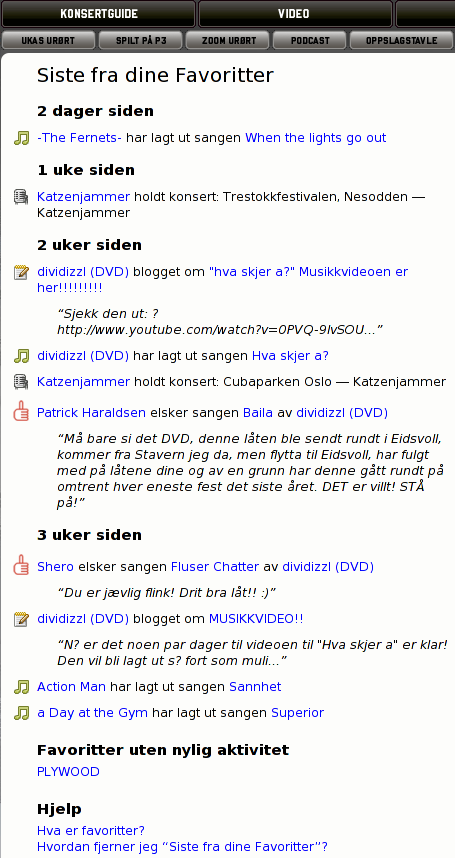 KONSERTGUIDE VIDEO
UKAS URØRT SPILT PÅ P3 ZOOM URØRT PODCAST OPPSLAGSTAVLE
Siste fra dine Favoritter
2 dager siden
-The Fernets- har lagt ut sangen When the lights go out
1 uke siden
Katzenjammer holdt konsert: Trestokkfestivalen, Nesodden —
Katzenjammer
2 uker siden
dividizzl (DVD) blogget om "hva skjer a?" Musikkvideoen er
her!!!!!!!!!
“Sjekk den ut: ?
http://www.youtube.com/watch?v=0PVQ-9IvSOU...”
dividizzl (DVD) har lagt ut sangen Hva skjer a?
Katzenjammer holdt konsert: Cubaparken Oslo — Katzenjammer
Patrick Haraldsen elsker sangen Baila av dividizzl (DVD)
“Må bare si det DVD, denne låten ble sendt rundt i Eidsvoll,
kommer fra Stavern jeg da, men flytta til Eidsvoll, har fulgt
med på låtene dine og av en grunn har denne gått rundt på
omtrent hver eneste fest det siste året. DET er villt! STÅ
på!”
3 uker siden
Shero elsker sangen Fluser Chatter av dividizzl (DVD)
“Du er jævlig flink! Drit bra låt!! :)”
dividizzl (DVD) blogget om MUSIKKVIDEO!!
“N? er det noen par dager til videoen til "Hva skjer a" er klar!
Den vil bli lagt ut s? fort som muli...”
Action Man har lagt ut sangen Sannhet
a Day at the Gym har lagt ut sangen Superior
Favoritter uten nylig aktivitet
PLYWOOD
Hjelp
Hva er favoritter?
Hvordan fjerner jeg “Siste fra dine Favoritter”?